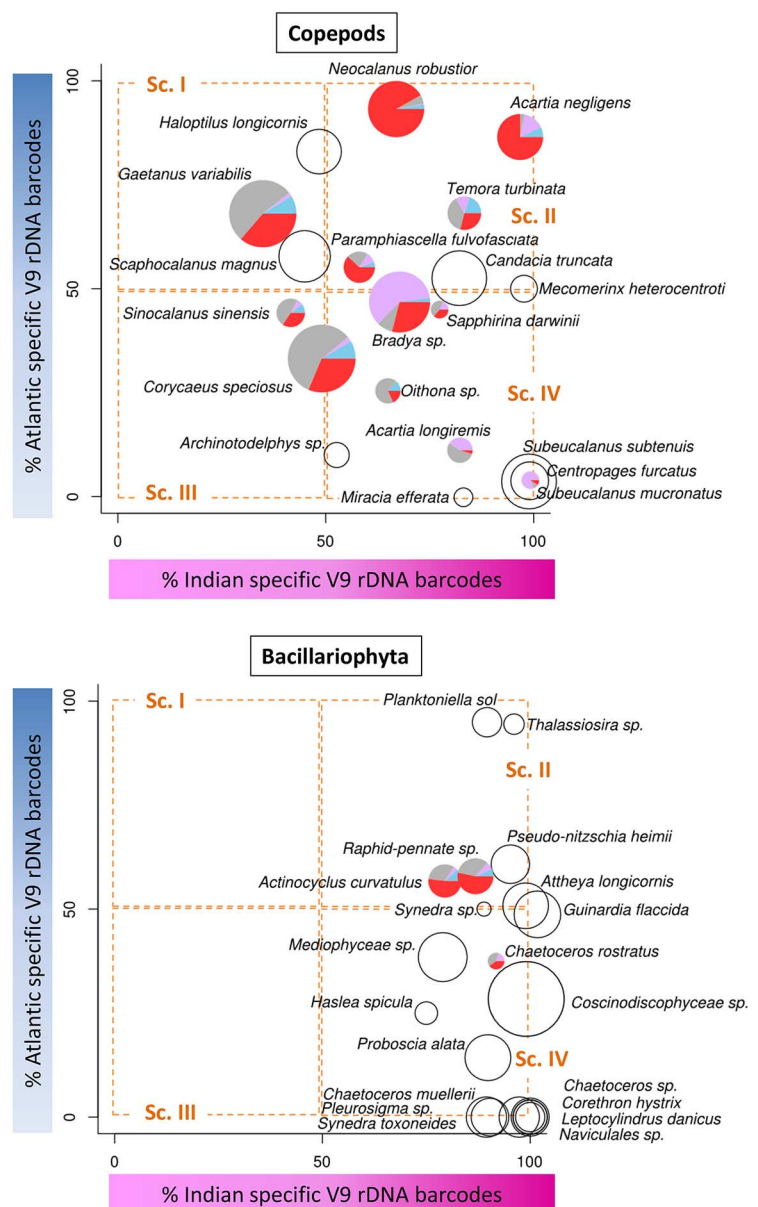 Copepods
Neocalanus robustior
Sc. I
100
Acartia negligens
Haloptilus longicornis
Gaetanus variabilis
Temora turbinata
Sc. II
Paramphiascella fulvofasciata
Candacia truncata
Scaphocalanus magnus
50
Mecomerinx heterocentroti
Sinocalanus sinensis
Sapphirina darwinii
Bradya sp.
Corycaeus speciosus
Oithona sp.
Sc. IV
Acartia longiremis
Archinotodelphys sp.
Subeucalanus subtenuis
Centropages furcatus
Sc. III
0
Miracia efferata
Subeucalanus mucronatus
% Atlantic specific V9 rDNA barcodes
0
50
100
% Indian specific V9 rDNA barcodes
Bacillariophyta
Sc. I
100
Planktoniella sol
Thalassiosira sp.
Sc. II
Pseudo-nitzschia heimii
Raphid-pennate sp.
Actinocyclus curvatulus
Attheya longicornis
50
Synedra sp.
Guinardia flaccida
Mediophyceae sp.
Chaetoceros rostratus
Haslea spicula
Coscinodiscophyceae sp.
Proboscia alata
Sc. IV
Chaetoceros muellerii
Chaetoceros sp.
Sc. III
0
Pleurosigma sp.
Corethron hystrix
Synedra toxoneides
Leptocylindrus danicus
Naviculales sp.
% Atlantic specific V9 rDNA barcodes
0
50
100
% Indian specific V9 rDNA barcodes